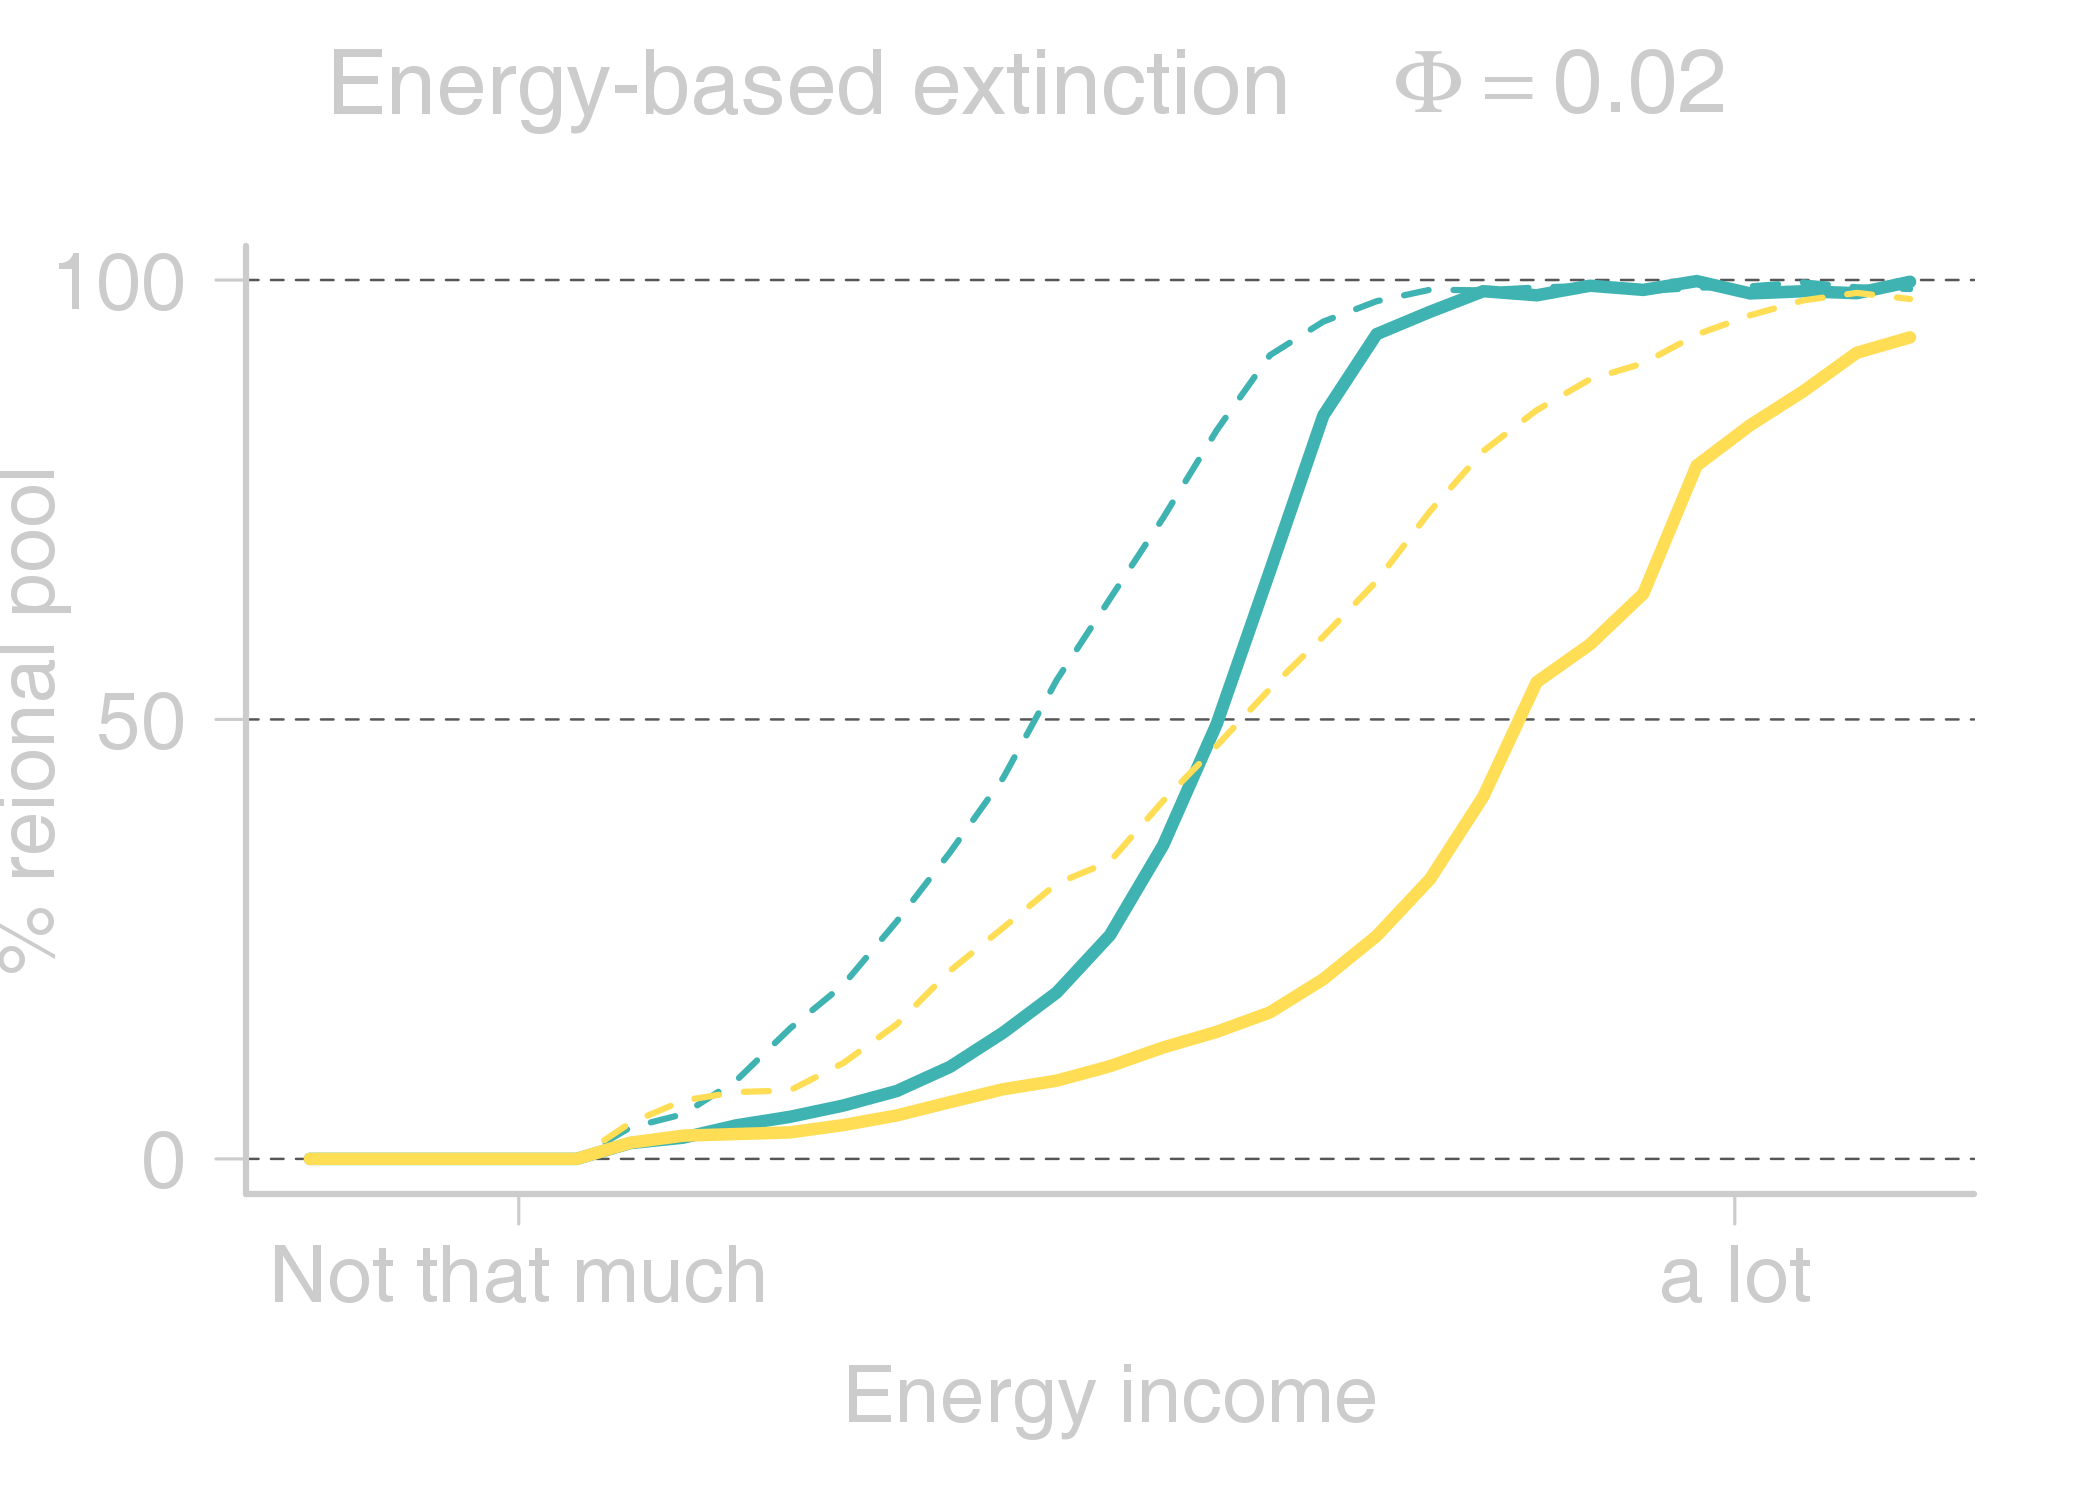 Energy-based extinction Φ = 0.02
% reional pool
100
50
0
Not that much a lot
Energy income